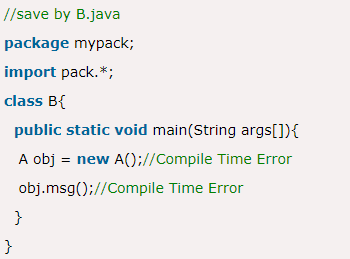 //save by B.java
package mypack;
import pack.*;
class B{
public static void main(String args[]){
A obj = new A();//Compile Time Error
obj.msg();//Compile Time Error
}
}